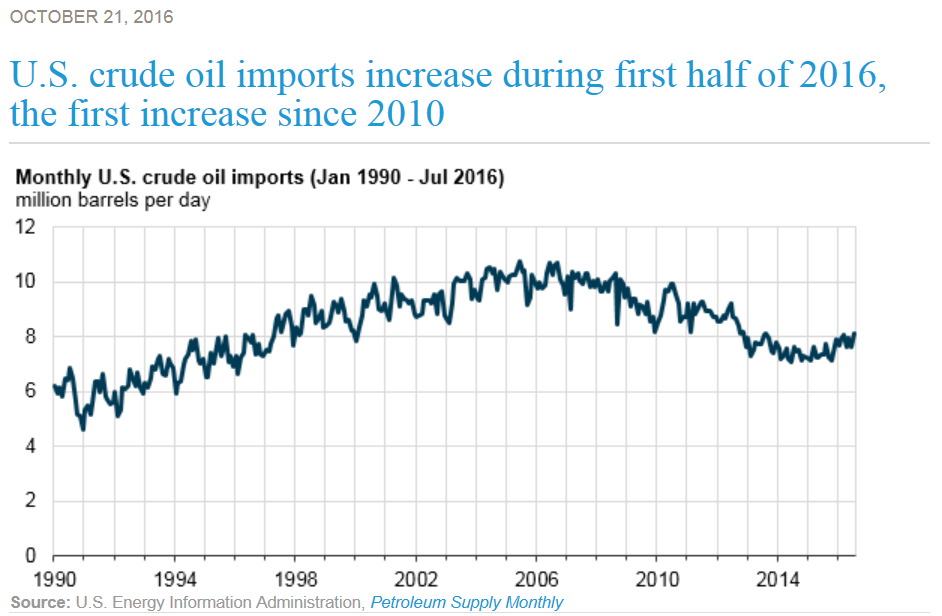 OCTOBER 21, 2016
U.S. crude oil imports increase during first half of 2016,
the first increase since 2010
Monthly U.S. crude oil imports (Jan 1990 - Jul 2016)
million barrels per day
12
10
8
6
4
2
0
1990 1994 1998 2002 2006 2010 2014
Source: U.S. Energy Information Administration, Petroleum Supply Monthly